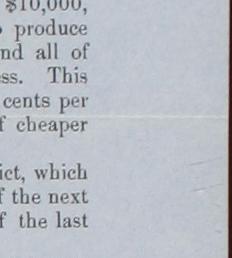 $10,000,
produce
nd all of
ss. This
cents per
f cheaper
ict, which
f the next
f the last